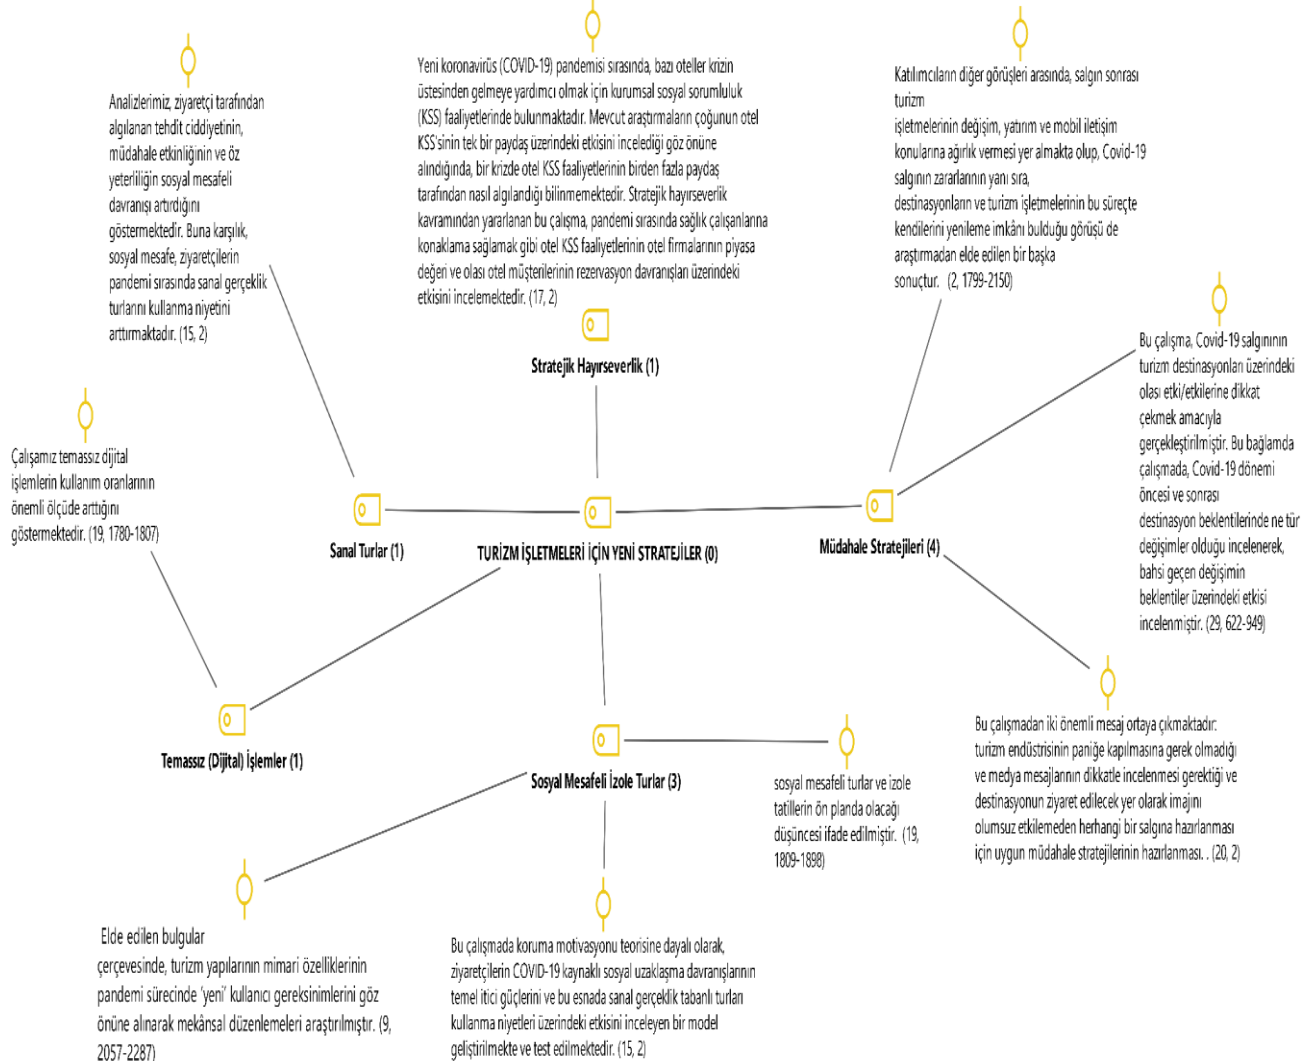 Yeni koronavirüs (COVID-19) pandemisi sırasında, bazı oteller krizin
üstesinden gelmeye yardımcı olmak için kurumsal sosyal sorumluluk
(KSS) faaliyetlerinde bulunmaktadır. Mevcut araştırmaların çoğunun otel
KSS'sinin tek bir paydaş üzerindeki etkisini incelediği göz önüne
alındığında, bir krizde otel KSS faaliyetlerinin birden fazla paydaş
tarafından nasıl algılandığı bilinmemektedir. Stratejik hayırseverlik
kavramından yararlanan bu çalışma, pandemi sırasında sağlık çalışanlarına
konaklama sağlamak gibi otel KSS faaliyetlerinin otel firmalarının piyasa
değeri ve olası otel müşterilerinin rezervasyon davranışları üzerindeki
etkisini incelemektedir. (17, 2)
Katılımcıların diğer görüşleri arasında, salgın sonrası
turizm
işletmelerinin değişim, yatırım ve mobil iletişim
konularına ağırlık vermesi yer almakta olup, Covid-19
salgının zararlarının yanı sıra,
destinasyonların ve turizm işletmelerinin bu süreçte
kendilerini yenileme imkânı bulduğu görüşü de
araştırmadan elde edilen bir başka
sonuçtur. (2, 1799-2150)
Analizlerimiz, ziyaretçi tarafından
algılanan tehdit ciddiyetinin,
müdahale etkinliğinin ve öz
yeterliliğin sosyal mesafeli
davranışı artırdığını
göstermektedir. Buna karşılık,
sosyal mesafe, ziyaretçilerin
pandemi sırasında sanal gerçeklik
turlarını kullanma niyetini
arttırmaktadır. (15, 2)
Bu çalışma, Covid-19 salgınının
turizm destinasyonları üzerindeki
olası etki/etkilerine dikkat
çekmek amacıyla
gerçekleştirilmiştir. Bu bağlamda
çalışmada, Covid-19 dönemi
öncesi ve sonrası
destinasyon beklentilerinde ne tür
değişimler olduğu incelenerek,
bahsi geçen değişimin
beklentiler üzerindeki etkisi
incelenmiştir. (29, 622-949)
Stratejik Hayırseverlik (1)
Çalışamız temassız dijital
işlemlerin kullanım oranlarının
önemli ölçüde arttığını
göstermektedir. (19, 1780-1807)
Sanal Turlar (1)
TURİZM İŞLETMELERİ İÇİN YENİ STRATEJİLER (0)
Müdahale Stratejileri (4)
Temassız (Dijital) İşlemler (1)
Sosyal Mesafeli İzole Turlar (3)
sosyal mesafeli turlar ve izole
tatillerin ön planda olacağı
düşüncesi ifade edilmiştir. (19,
1809-1898)
Bu çalışmadan iki önemli mesaj ortaya çıkmaktadır:
turizm endüstrisinin paniğe kapılmasına gerek olmadığı
ve medya mesajlarının dikkatle incelenmesi gerektiği ve
destinasyonun ziyaret edilecek yer olarak imajını
olumsuz etkilemeden herhangi bir salgına hazırlanması
için uygun müdahale stratejilerinin hazırlanması. . (20, 2)
Elde edilen bulgular
çerçevesinde, turizm yapılarının mimari özelliklerinin
pandemi sürecinde 'yeni' kullanıcı gereksinimlerini göz
önüne alınarak mekânsal düzenlemeleri araştırılmıştır. (9,
2057-2287)
Bu çalışmada koruma motivasyonu teorisine dayalı olarak,
ziyaretçilerin COVID-19 kaynaklı sosyal uzaklaşma davranışlarının
temel itici güçlerini ve bu esnada sanal gerçeklik tabanlı turları
kullanma niyetleri üzerindeki etkisini inceleyen bir model
geliştirilmekte ve test edilmektedir. (15, 2)